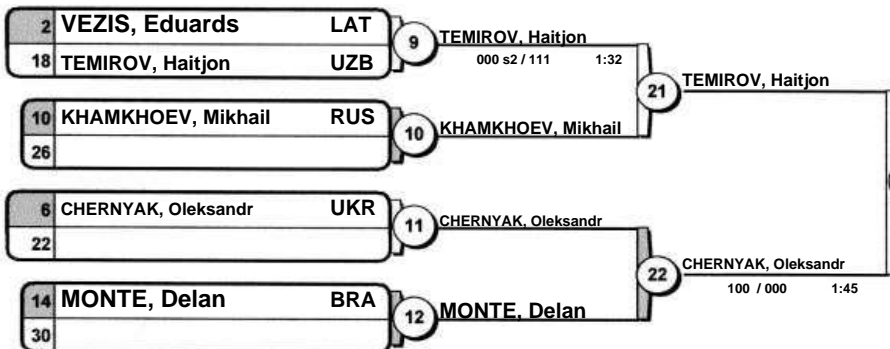 2 VEZIS, Eduards LAT
18 TEMIROV, Haitjon UZB
9
TEMIROV, Haitjon
000 s2 / 111 1:32
10 KHAMKHOEV, Mikhail RUS
26
10
KHAMKHOEV, Mikhail
21
TEMIROV, Haitjon
6 CHERNYAK, Oleksandr UKR
22
11
CHERNYAK, Oleksandr
14 MONTE, Delan BRA
30
12
MONTE, Delan
22
CHERNYAK, Oleksandr
100 / 000 1:45